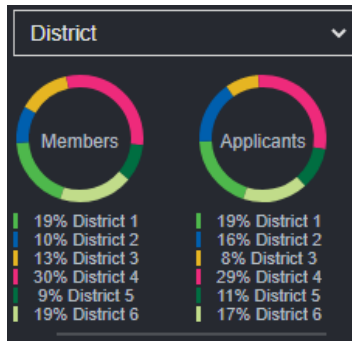 District
Members
19% District 1
10% District 2
13% District 3
30% District 4
9% District 5
19% District 6
Applicants
19% District 1
16% District 2
8% District 3
29% District 4
11% District 5
17% District 6